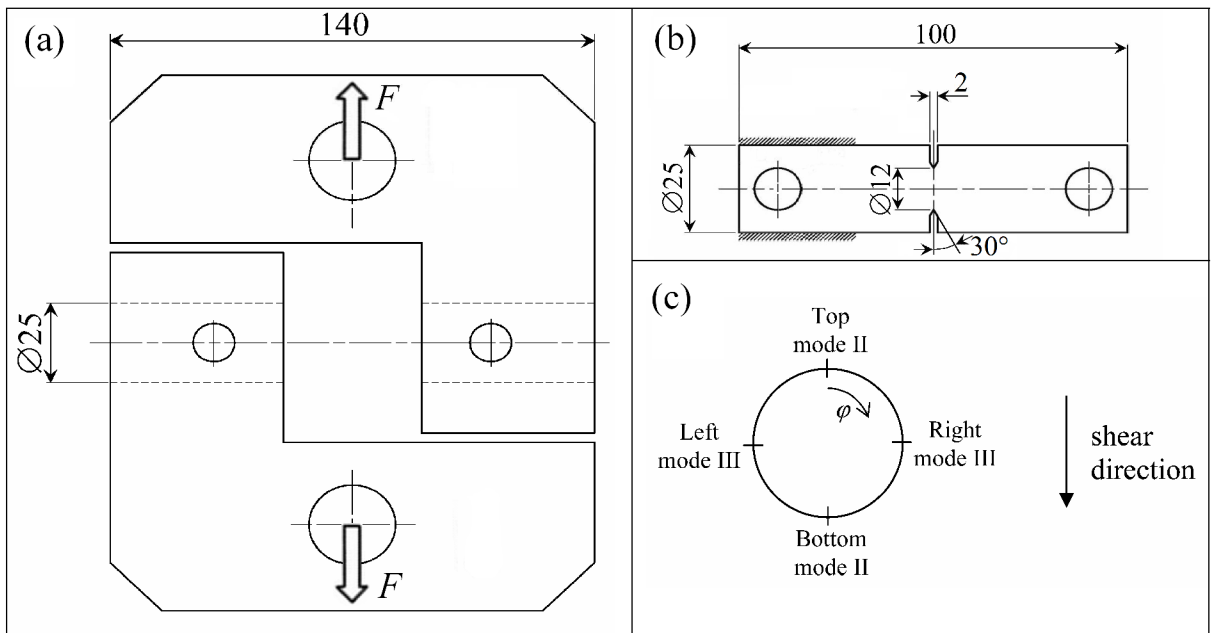 (a)
140
F
Ø25
F
(b)
100
2
Ø25
Ø12
30°
(c)
Top
mode II
φ
Left
mode III
Right
mode III
shear
direction
Bottom
mode II